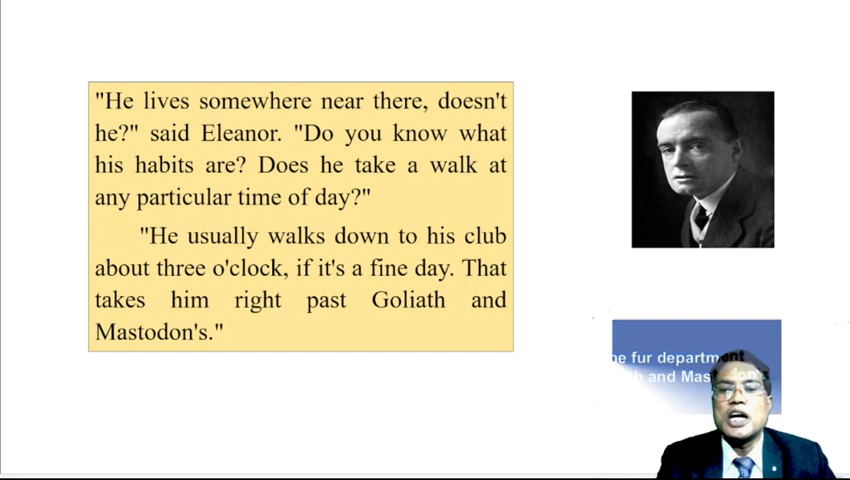 "He lives somewhere near there, doesn't
he?" said Eleanor. "Do you know what
his habits are? Does he take a walk at
any particular time of day?"
"He usually walks down to his club
about three o'clock, if it's a fine day. That
takes him right past Goliath and
Mastodon's."
fur department
and